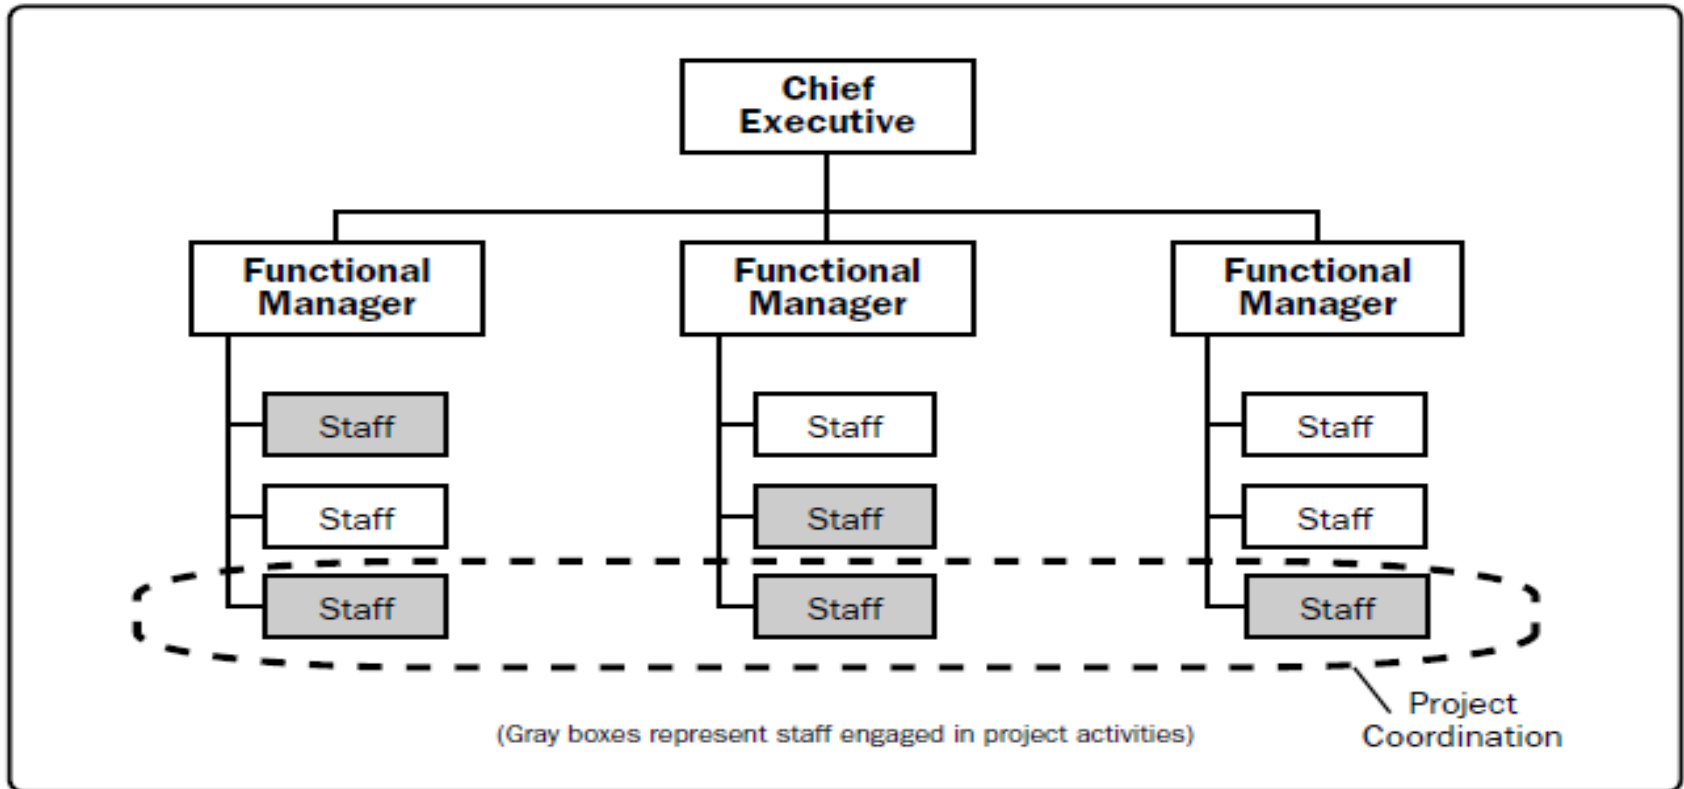 Chief
Executive
Functional
Manager
Functional
Manager
Functional
Manager
Staff
Staff
Staff
Staff
Staff
Staff
Staff
Staff
Staff
Project
Coordination
(Gray boxes represent staff engaged in project activities)